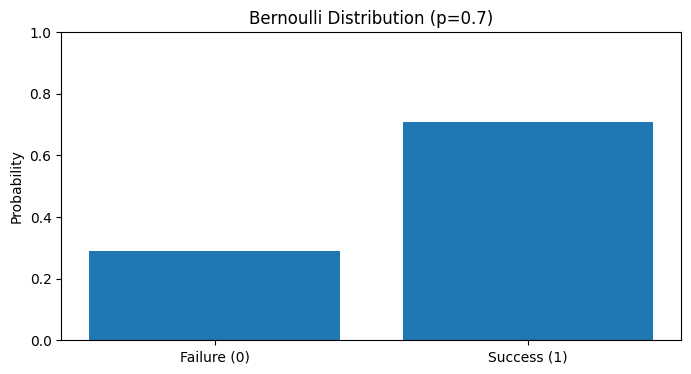 Bernoulli Distribution (p=0.7)
1.0
0.8
0.6
0.4
0.2
0.0
Probability
Failure (0)
Success (1)